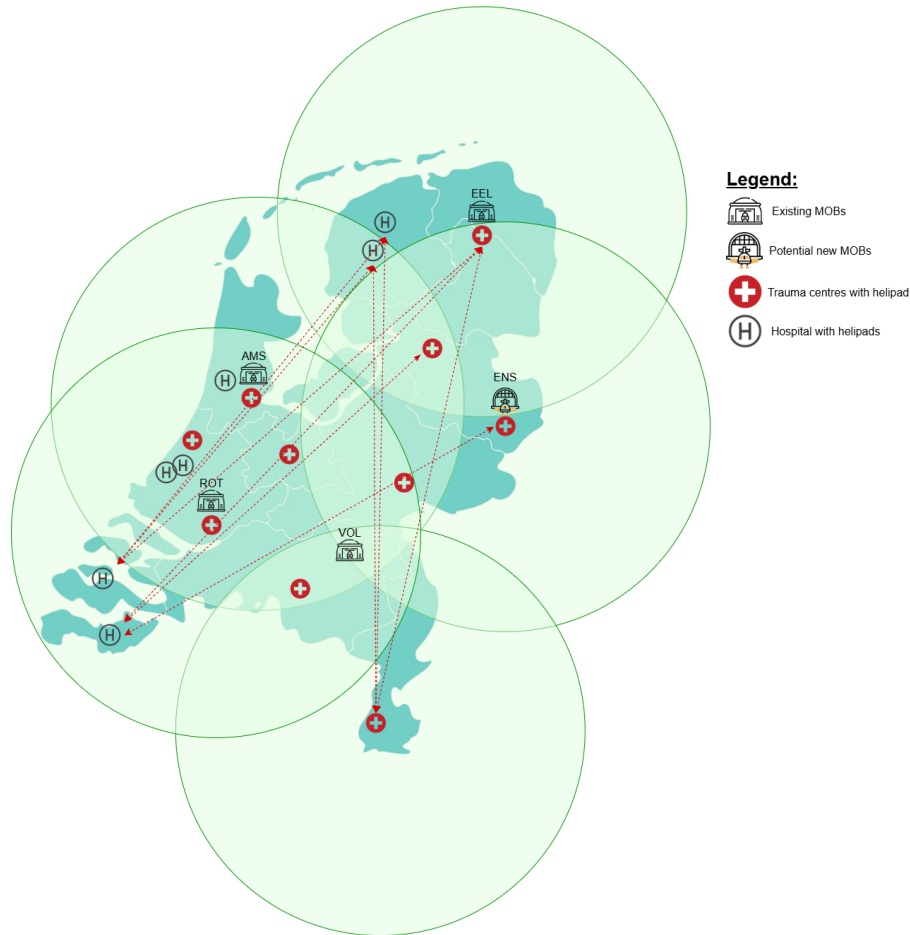 EEL
H
H
AMS
H
ENS
H
H
ROT
VOL
H
H
Legend:
Existing MOBs
Potential new MOBs
Trauma centres with helipad
H
Hospital with helipads